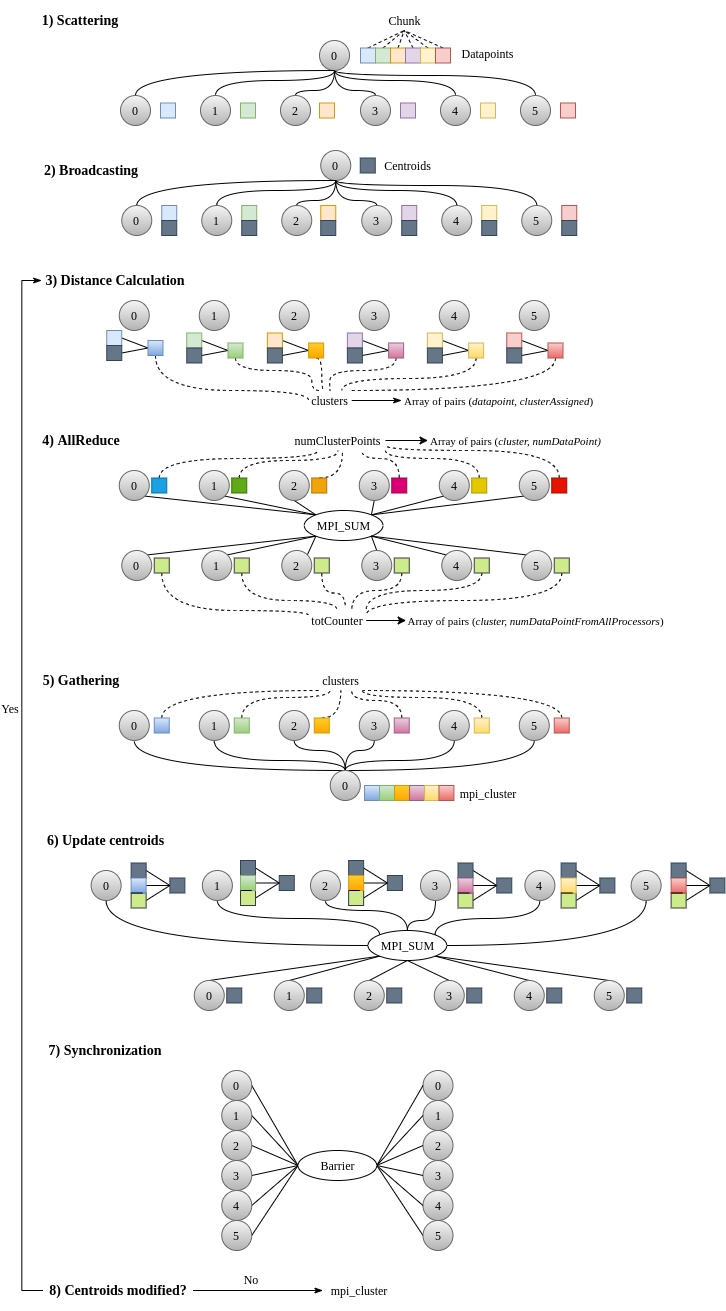 1) Scattering
Chunk
0
Datapoints
0 1 2 3 4 5
2) Broadcasting
0
Centroids
0 1 2 3 4 5
3) Distance Calculation
0 1 2 3 4 5
clusters
Array of pairs (datapoint, clusterAssigned)
4) AllReduce
numClusterPoints
Array of pairs (cluster, numDataPoint)
0 1 2 3 4 5
MPI_SUM
0 1 2 3 4 5
totCounter
Array of pairs (cluster, numDataPointFromAllProcessors)
5) Gathering
clusters
Yes
0 1 2 3 4 5
0
mpi_cluster
6) Update centroids
0 1 2 3 4 5
MPI_SUM
0 1 2 3 4 5
7) Synchronization
0 0
1 1
2 2
Barrier
3 3
4 4
5 5
8) Centroids modified?
No
mpi_cluster